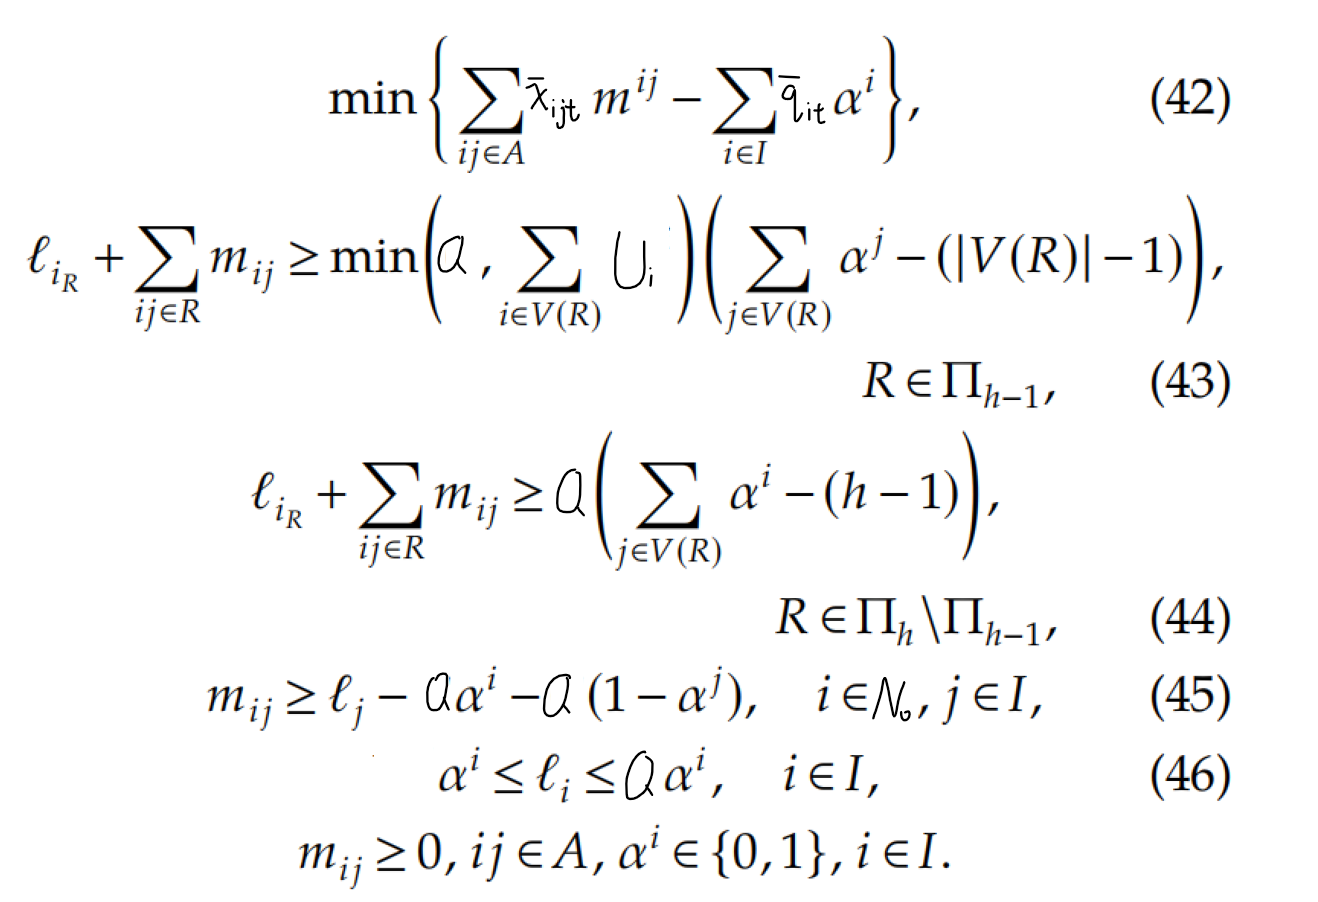 min { ∑_{ij∈A} x̄_{ijt} m^{ij} − ∑_{i∈I} q̄_{it} α^i }, (42)
ℓ_{i_R} + ∑_{ij∈R} m_{ij} ≥ min( Q, ∑_{i∈V(R)} U_i ) ( ∑_{j∈V(R)} α^j − (|V(R)| − 1) ),
R ∈ Π_{h−1}, (43)
ℓ_{i_R} + ∑_{ij∈R} m_{ij} ≥ Q ( ∑_{j∈V(R)} α^i − (h − 1) ),
R ∈ Π_h \ Π_{h−1}, (44)
m_{ij} ≥ ℓ_j − Qα^i − Q (1 − α^j), i ∈ N_0, j ∈ I, (45)
α^i ≤ ℓ_i ≤ Q α^i, i ∈ I, (46)
m_{ij} ≥ 0, ij ∈ A, α^i ∈ {0, 1}, i ∈ I.